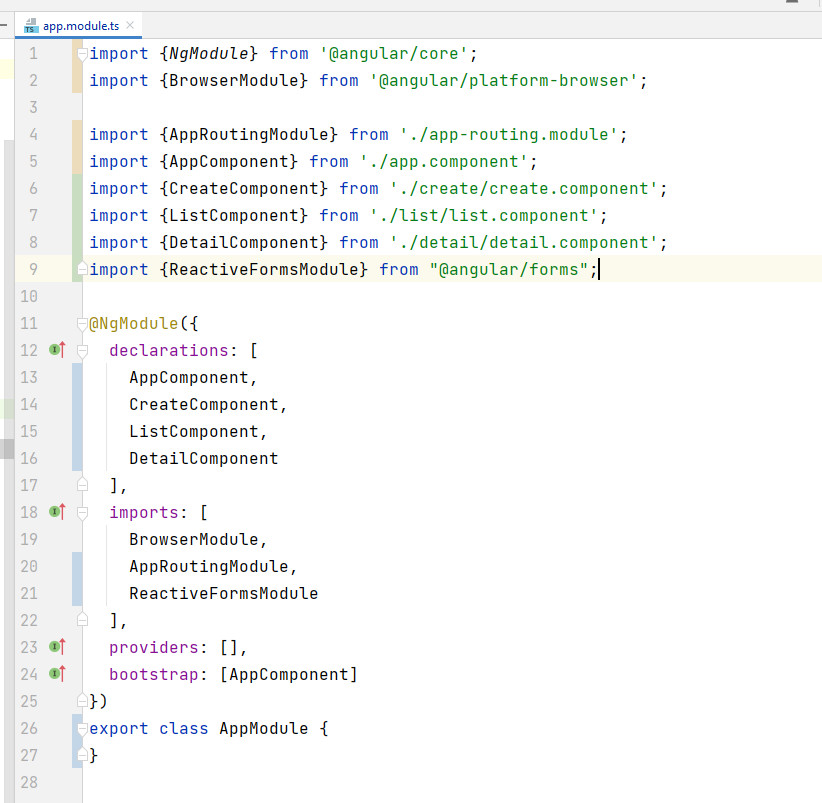 app.module.ts
1 import {NgModule} from '@angular/core';
2 import {BrowserModule} from '@angular/platform-browser';
3
4 import {AppRoutingModule} from './app-routing.module';
5 import {AppComponent} from './app.component';
6 import {CreateComponent} from './create/create.component';
7 import {ListComponent} from './list/list.component';
8 import {DetailComponent} from './detail/detail.component';
9 import {ReactiveFormsModule} from "@angular/forms";
10
11 @NgModule({
12   declarations: [
13     AppComponent,
14     CreateComponent,
15     ListComponent,
16     DetailComponent
17   ],
18   imports: [
19     BrowserModule,
20     AppRoutingModule,
21     ReactiveFormsModule
22   ],
23   providers: [],
24   bootstrap: [AppComponent]
25 })
26 export class AppModule {
27 }
28